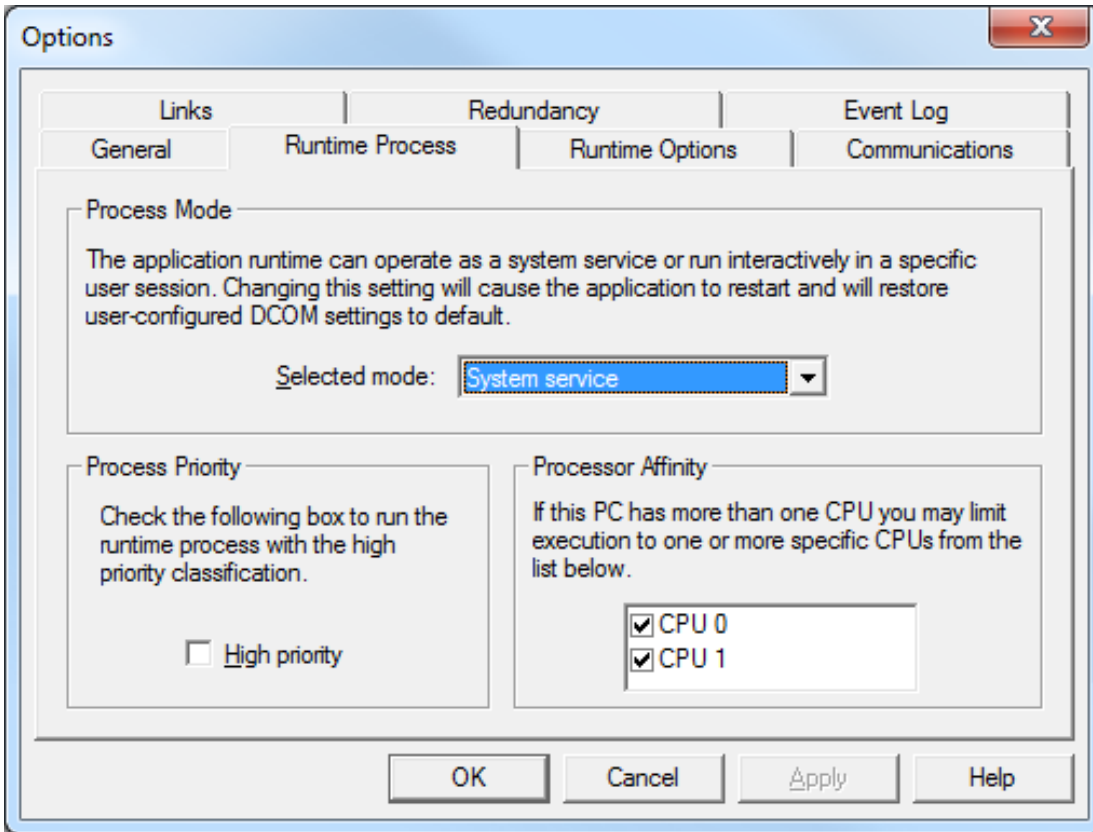 Options
Links Redundancy Event Log
General Runtime Process Runtime Options Communications
Process Mode
The application runtime can operate as a system service or run interactively in a specific
user session. Changing this setting will cause the application to restart and will restore
user-configured DCOM settings to default.
Selected mode: System service
Process Priority
Check the following box to run the
runtime process with the high
priority classification.
High priority
Processor Affinity
If this PC has more than one CPU you may limit
execution to one or more specific CPUs from the
list below.
CPU 0
CPU 1
OK Cancel Apply Help